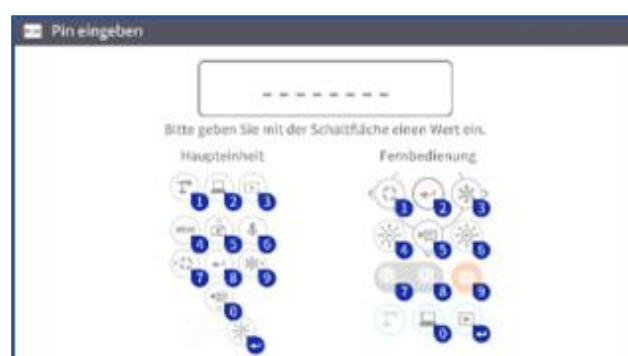 Pin eingeben
--------
Bitte geben Sie mit der Schaltfläche einen Wert ein.
Haupteinheit Fernbedienung
1 2 3 1 2 3
4 5 6 4 5 6
7 8 9 7 8 9
0 0